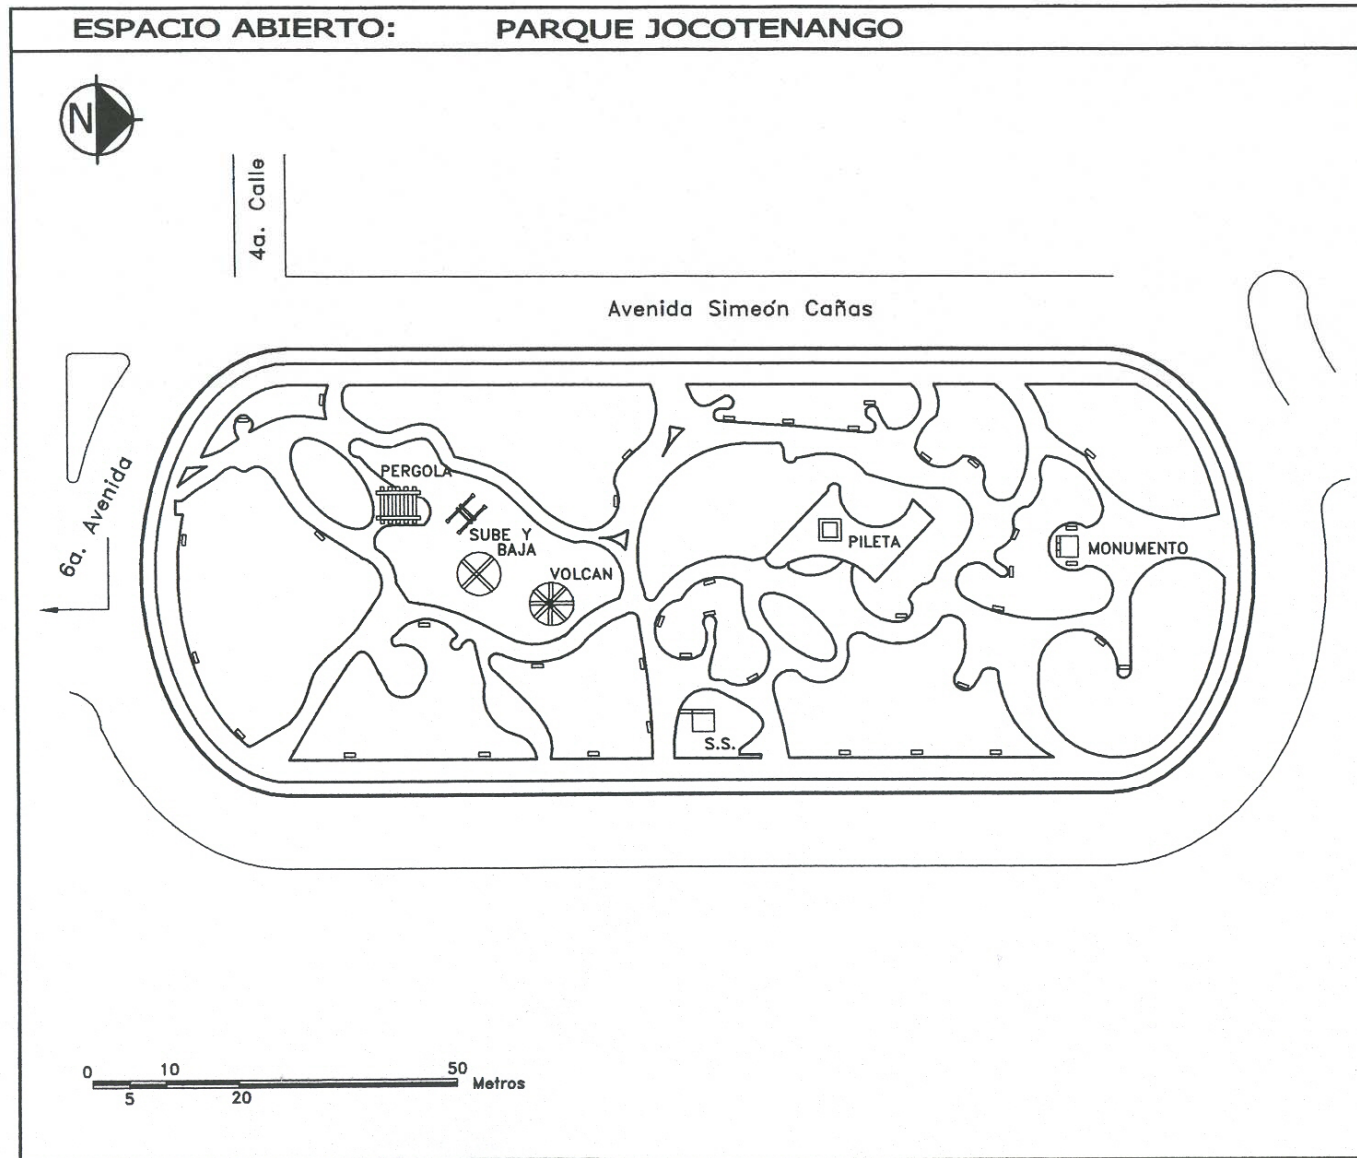 ESPACIO ABIERTO: PARQUE JOCOTENANGO
N
4a. Calle
Avenida Simeón Cañas
6a. Avenida
PERGOLA
SUBE Y
BAJA
VOLCAN
PILETA
MONUMENTO
S.S.
0 10 50
Metros
5 20